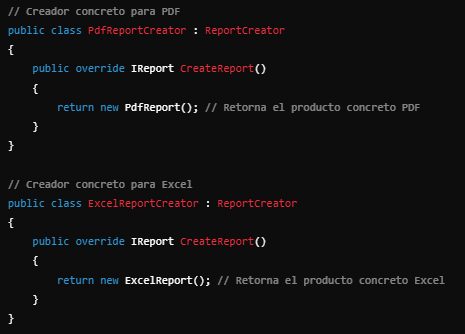 // Creador concreto para PDF
public class PdfReportCreator : ReportCreator
{
    public override IReport CreateReport()
    {
        return new PdfReport(); // Retorna el producto concreto PDF
    }
}

// Creador concreto para Excel
public class ExcelReportCreator : ReportCreator
{
    public override IReport CreateReport()
    {
        return new ExcelReport(); // Retorna el producto concreto Excel
    }
}